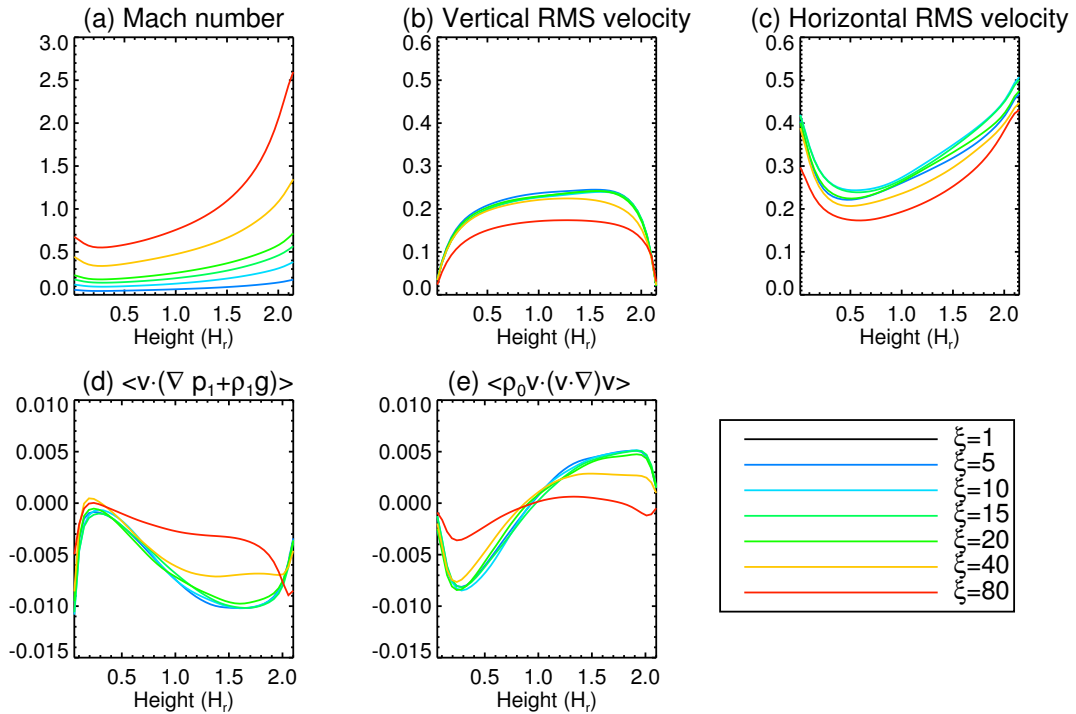 (a) Mach number
3.0
2.5
2.0
1.5
1.0
0.5
0.0
0.5 1.0 1.5 2.0
Height (Hr)
(b) Vertical RMS velocity
0.6
0.5
0.4
0.3
0.2
0.1
0.0
0.5 1.0 1.5 2.0
Height (Hr)
(c) Horizontal RMS velocity
0.6
0.5
0.4
0.3
0.2
0.1
0.0
0.5 1.0 1.5 2.0
Height (Hr)
(d) <v·(∇ p₁+ρ₁g)>
0.010
0.005
0.000
-0.005
-0.010
-0.015
0.5 1.0 1.5 2.0
Height (Hr)
(e) <ρ₀v·(v·∇)v>
0.010
0.005
0.000
-0.005
-0.010
-0.015
0.5 1.0 1.5 2.0
Height (Hr)
ξ=1
ξ=5
ξ=10
ξ=15
ξ=20
ξ=40
ξ=80